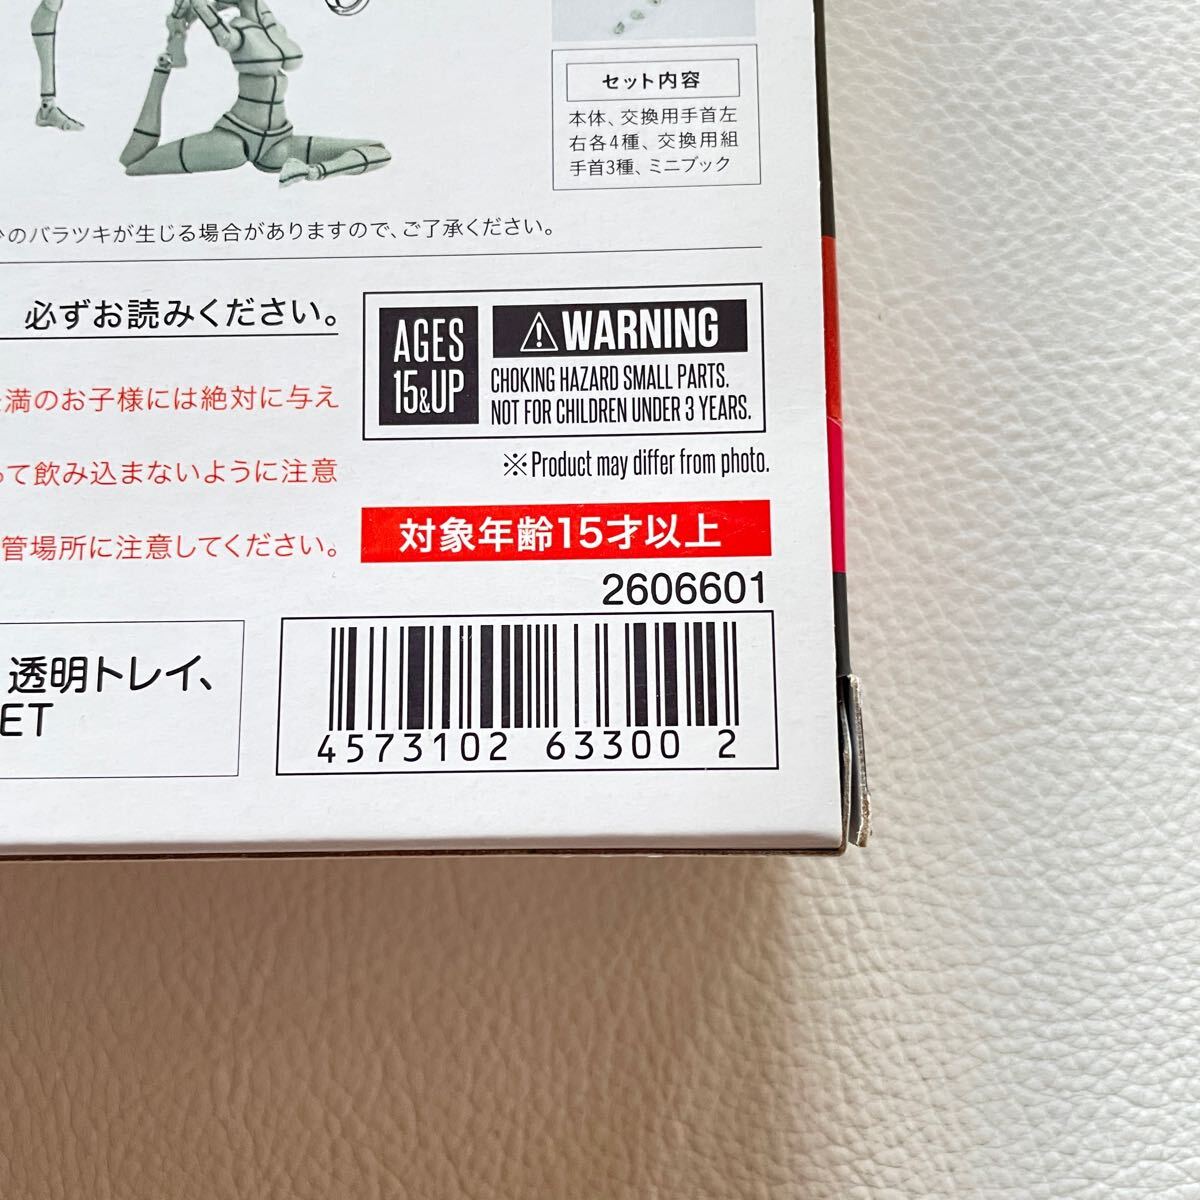 セット内容
本体、交換用手首左
右各4種、交換用組
手首3種、ミニブック
のバラツキが生じる場合がありますので、ご了承ください。
必ずお読みください。
満のお子様には絶対に与え
って飲み込まないように注意
管場所に注意してください。
AGES
15&UP
⚠WARNING
CHOKING HAZARD SMALL PARTS.
NOT FOR CHILDREN UNDER 3 YEARS.
※Product may differ from photo.
対象年齢15才以上
2606601
透明トレイ、
ET
4573102 63300 2